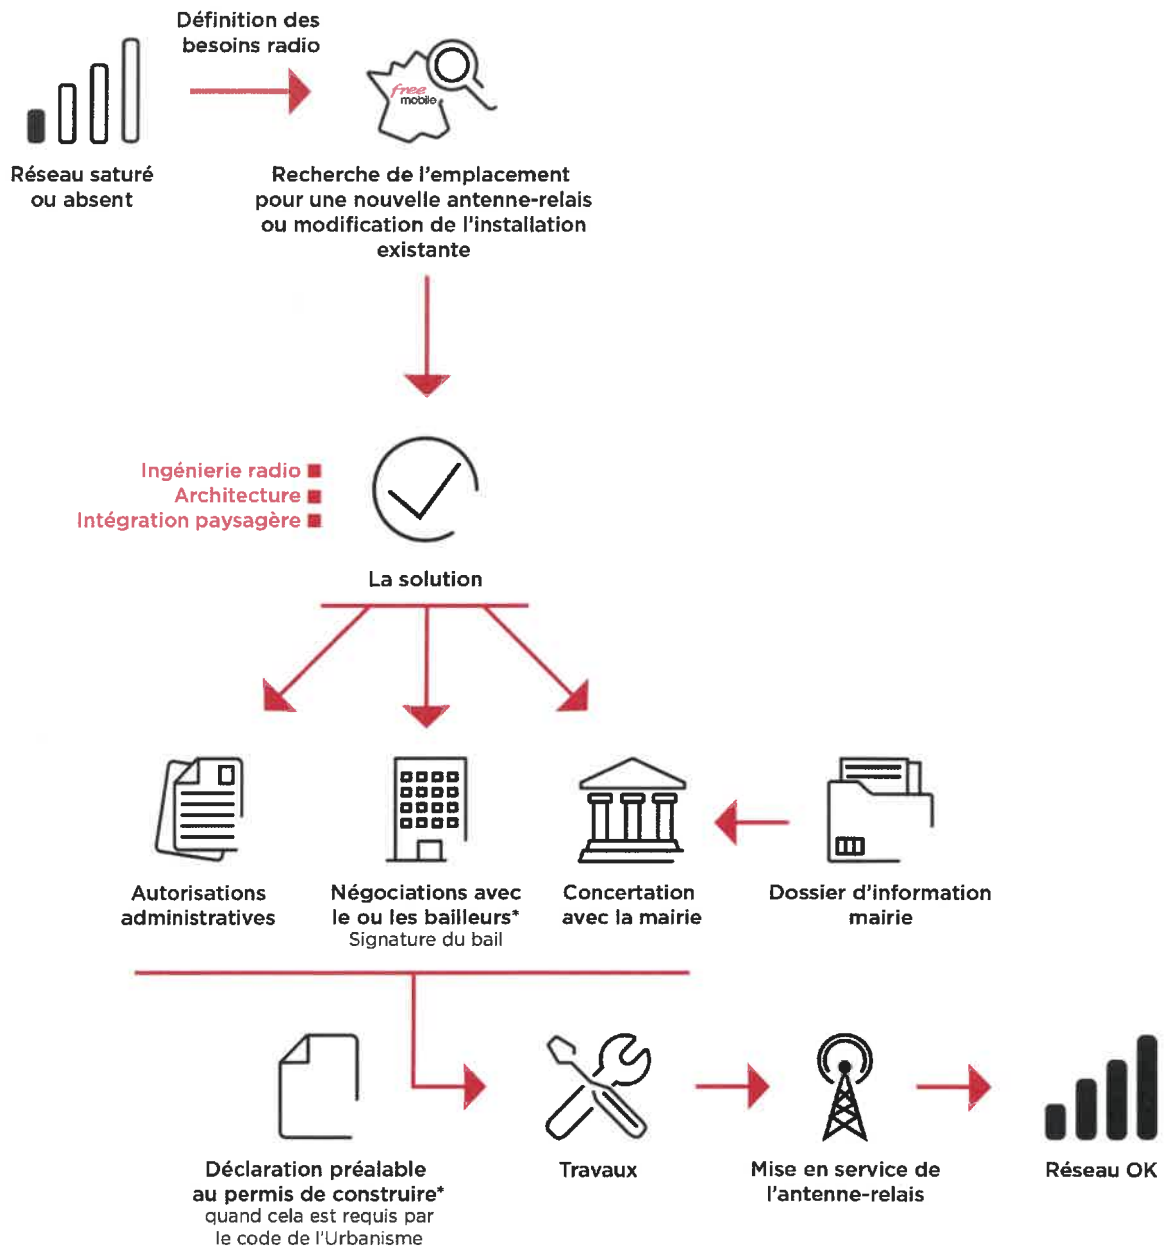 Définition des
besoins radio
free
mobile
Réseau saturé
ou absent
Recherche de l'emplacement
pour une nouvelle antenne-relais
ou modification de l'installation
existante
Ingénierie radio
Architecture
Intégration paysagère
La solution
Autorisations
administratives
Négociations avec
le ou les bailleurs*
Signature du bail
Concertation
avec la mairie
Dossier d'information
mairie
Déclaration préalable
au permis de construire*
quand cela est requis par
le code de l'Urbanisme
Travaux
Mise en service de
l'antenne-relais
Réseau OK